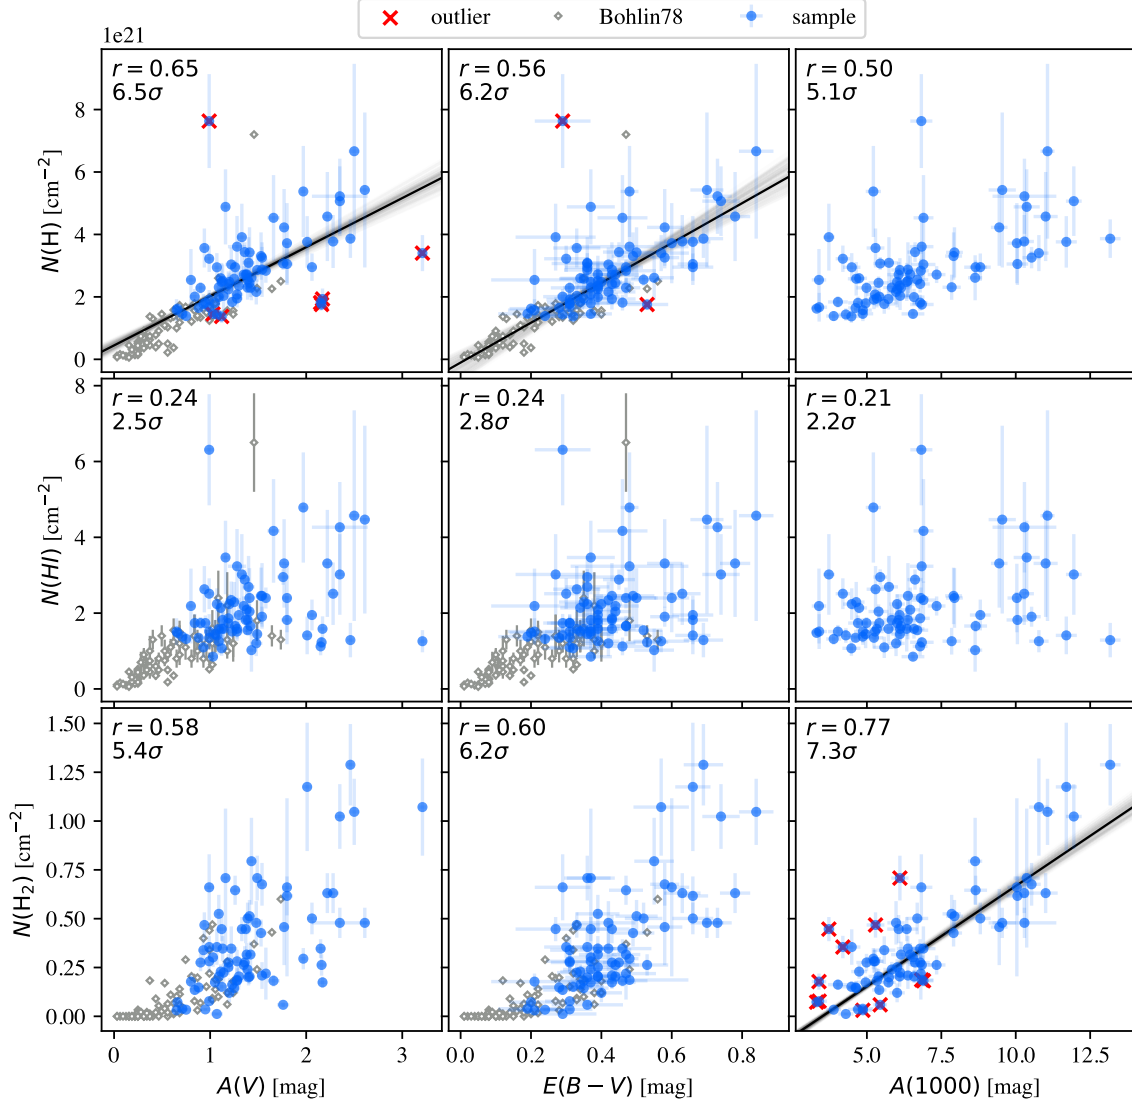 outlier Bohlin78 sample
1e21
r = 0.65
6.5σ
r = 0.56
6.2σ
r = 0.50
5.1σ
N(H) [cm⁻²]
8
6
4
2
0
r = 0.24
2.5σ
r = 0.24
2.8σ
r = 0.21
2.2σ
N(HI) [cm⁻²]
8
6
4
2
0
r = 0.58
5.4σ
r = 0.60
6.2σ
r = 0.77
7.3σ
N(H₂) [cm⁻²]
1.50
1.25
1.00
0.75
0.50
0.25
0.00
0 1 2 3
0.0 0.2 0.4 0.6 0.8
5.0 7.5 10.0 12.5
A(V) [mag]
E(B − V) [mag]
A(1000) [mag]